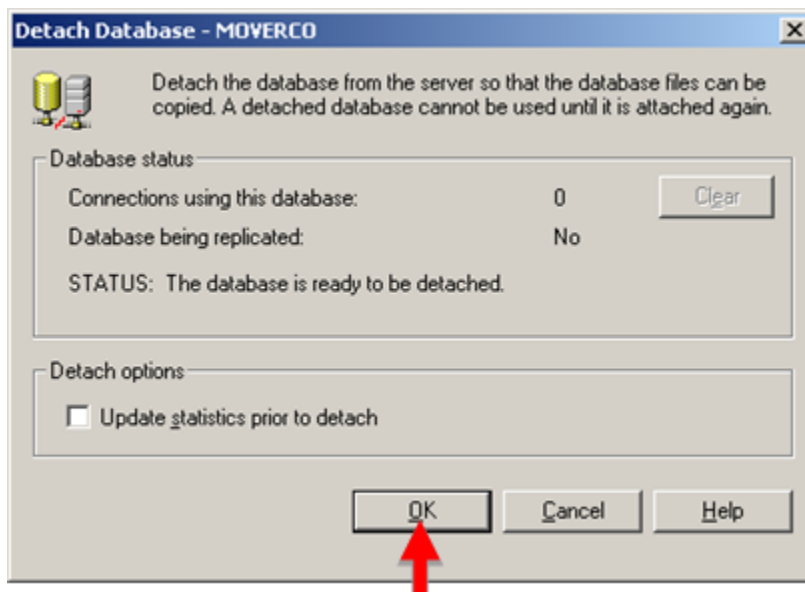 Detach Database - MOVERCO
Detach the database from the server so that the database files can be
copied. A detached database cannot be used until it is attached again.
Database status
Connections using this database: 0 Clear
Database being replicated: No
STATUS: The database is ready to be detached.
Detach options
Update statistics prior to detach
OK Cancel Help